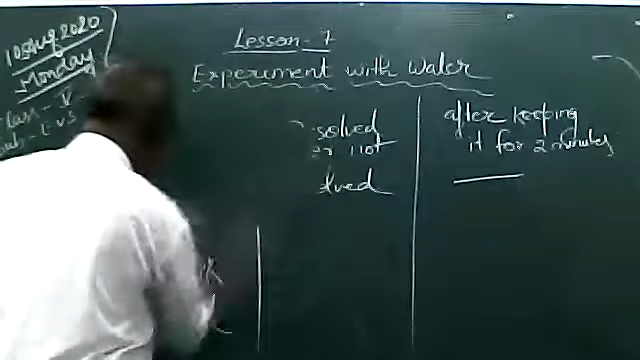 10 Aug 2020
Monday
Class - V
Sub - EVS
Lesson - 7
Experiment with water
solved
or not
lved
after keeping
it for 2 minutes